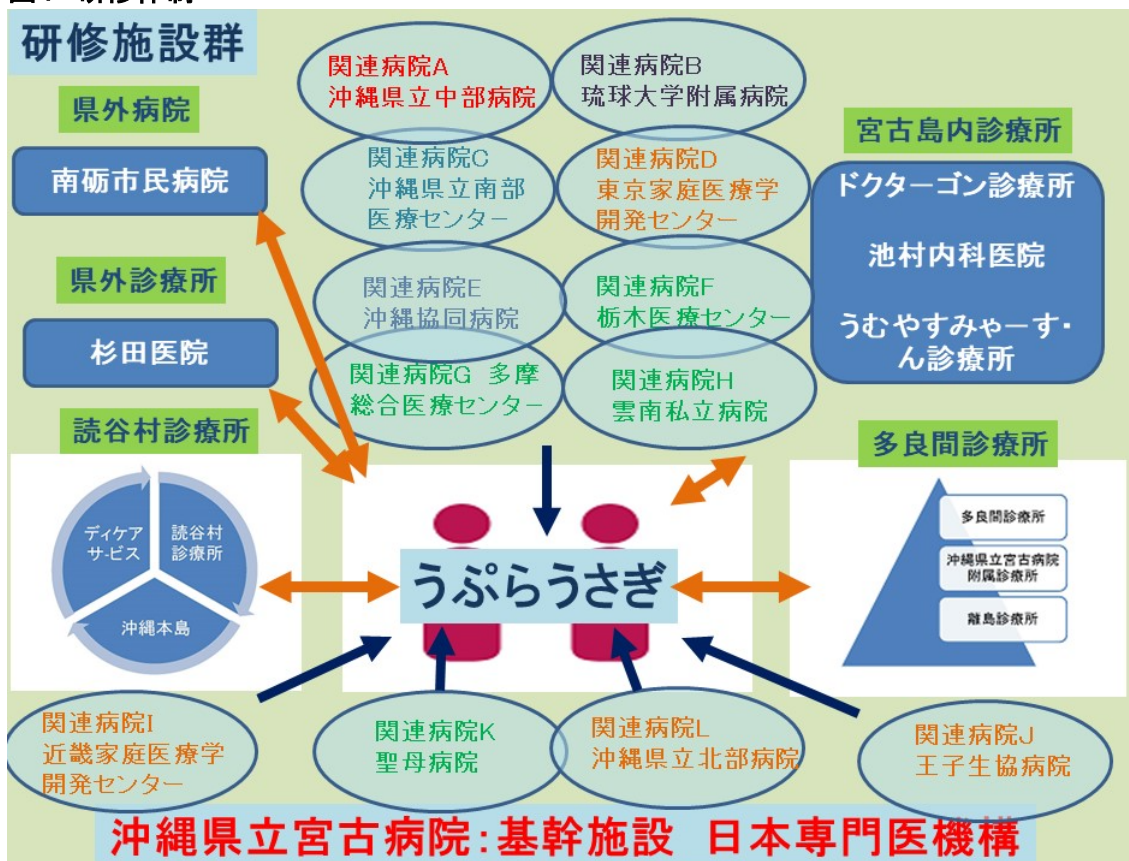 研修施設群
関連病院A
沖縄県立中部病院
関連病院B
琉球大学附属病院
県外病院
南砺市民病院
関連病院C
沖縄県立南部
医療センター
関連病院D
東京家庭医療学
開発センター
宮古島内診療所
ドクターゴン診療所
池村内科医院
うむやすみゃーす・
ん診療所
県外診療所
杉田医院
関連病院E
沖縄協同病院
関連病院F
栃木医療センター
関連病院G 多摩
総合医療センター
関連病院H
雲南私立病院
読谷村診療所
ディケア
サービス
読谷村
診療所
沖縄本島
うぷらうさぎ
多良間診療所
多良間診療所
沖縄県立宮古病院
附属診療所
離島診療所
関連病院I
近畿家庭医療学
開発センター
関連病院K
聖母病院
関連病院L
沖縄県立北部病院
関連病院J
王子生協病院
沖縄県立宮古病院:基幹施設 日本専門医機構